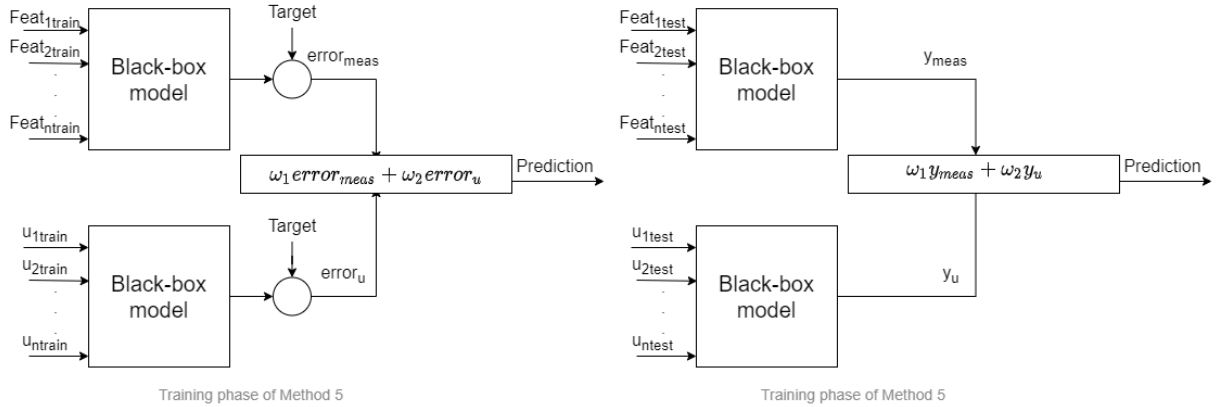 Feat1train
Feat2train
.
.
.
Featntrain
Black-box
model
Target
errormeas
ω1errormeas + ω2erroru
Prediction
Target
u1train
u2train
.
.
.
untrain
Black-box
model
erroru
Training phase of Method 5
Feat1test
Feat2test
.
.
.
Featntest
Black-box
model
ymeas
ω1ymeas + ω2yu
Prediction
u1test
u2test
.
.
.
untest
Black-box
model
yu
Training phase of Method 5